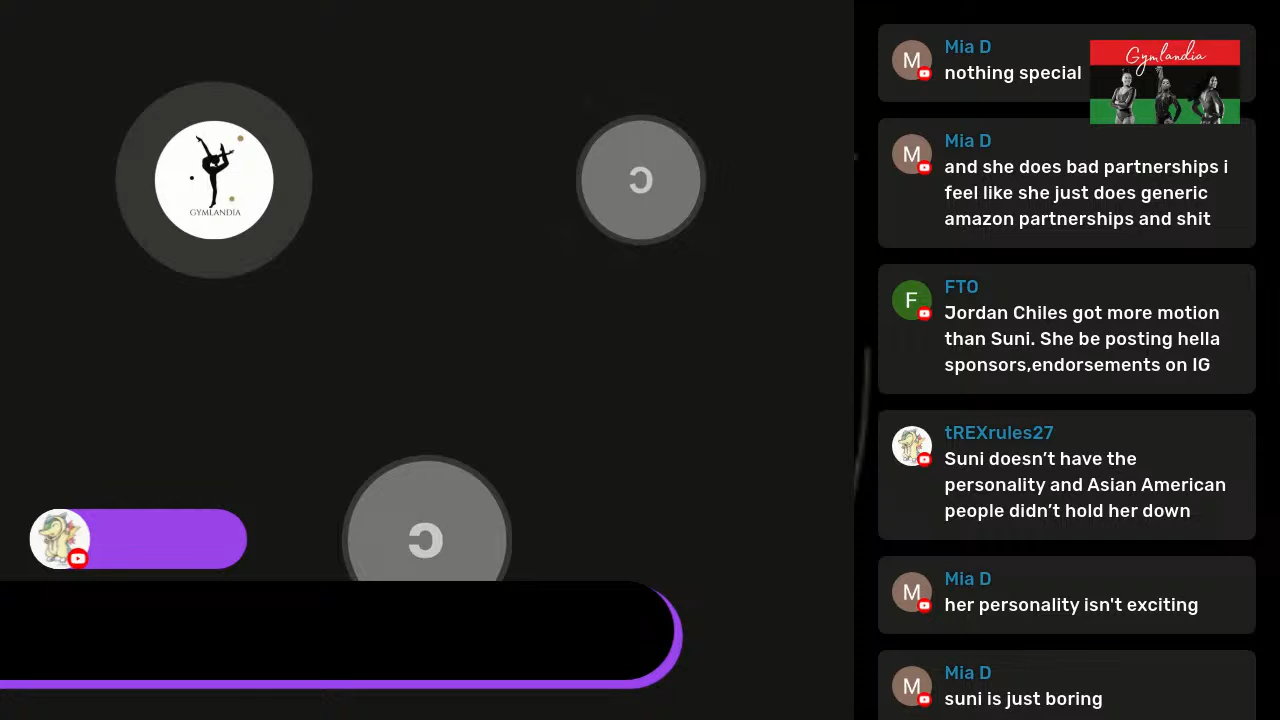 GYMLANDIA
Ɔ
Ɔ
Gymlandia
M
Mia D
nothing special
M
Mia D
and she does bad partnerships i
feel like she just does generic
amazon partnerships and shit
F
FTO
Jordan Chiles got more motion
than Suni. She be posting hella
sponsors,endorsements on IG
tREXrules27
Suni doesn’t have the
personality and Asian American
people didn’t hold her down
M
Mia D
her personality isn't exciting
M
Mia D
suni is just boring